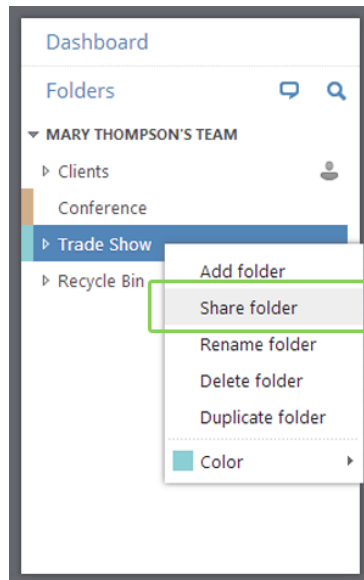 Dashboard
Folders
MARY THOMPSON'S TEAM
Clients
Conference
Trade Show
Recycle Bin
Add folder
Share folder
Rename folder
Delete folder
Duplicate folder
Color